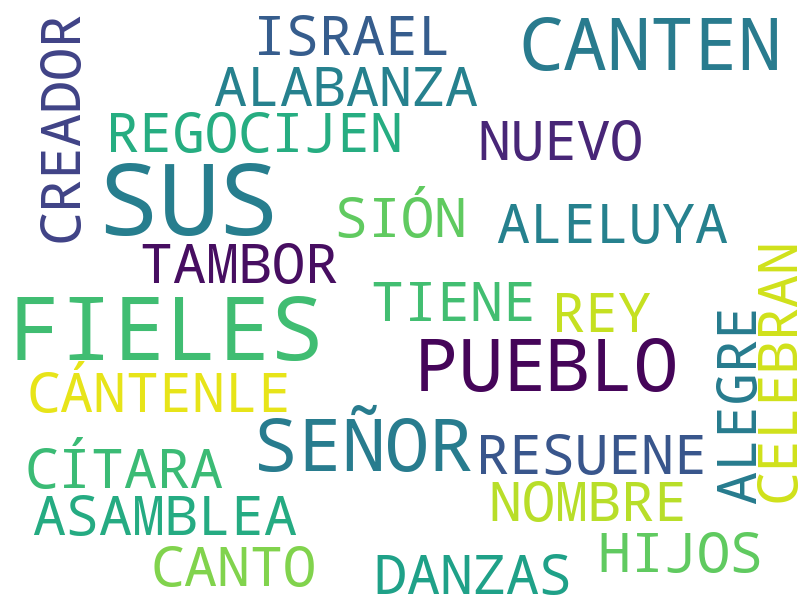 CREADOR
ISRAEL
CANTEN
ALABANZA
REGOCIJEN
NUEVO
SUS
SIÓN
ALELUYA
TAMBOR
FIELES
TIENE
REY
PUEBLO
ALEGRE
CELEBRAN
CÁNTENLE
SEÑOR
RESUENE
CÍTARA
NOMBRE
ASAMBLEA
CANTO
DANZAS
HIJOS